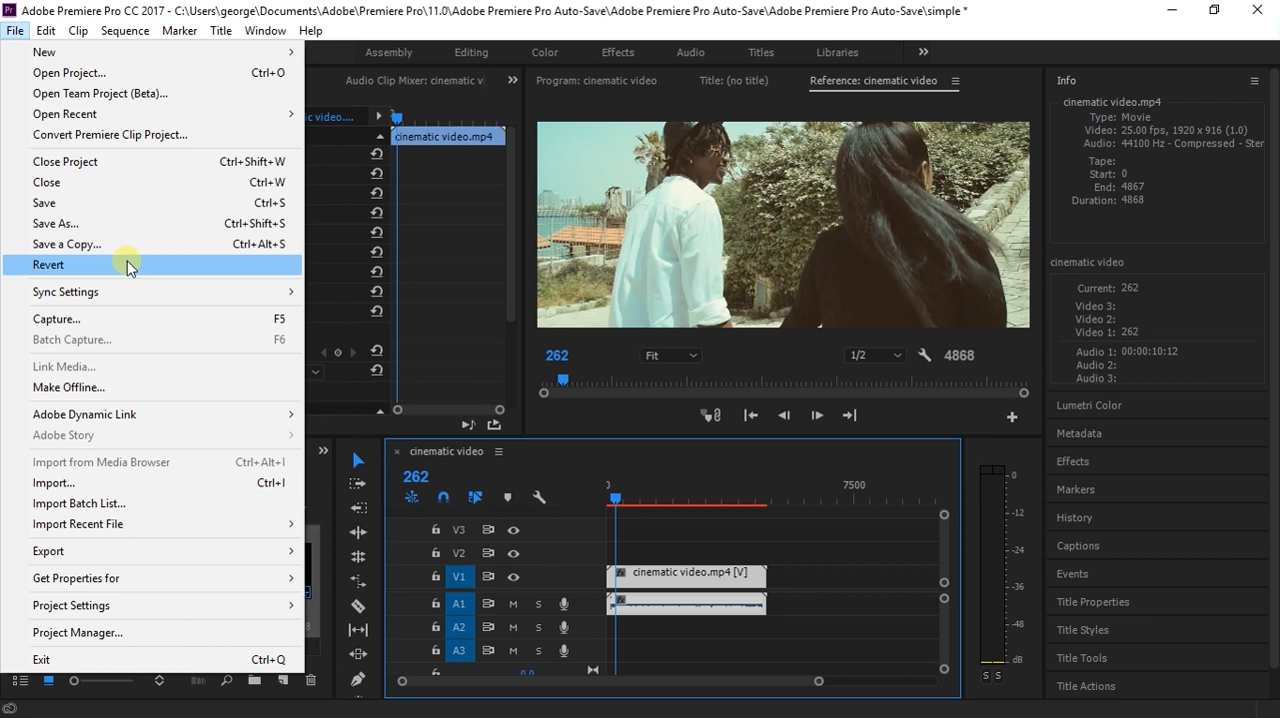 Pr Adobe Premiere Pro CC 2017 - C:\Users\george\Documents\Adobe\Premiere Pro\11.0\Adobe Premiere Pro Auto-Save\Adobe Premiere Pro Auto-Save\Adobe Premiere Pro Auto-Save\simple *
File Edit Clip Sequence Marker Title Window Help
Assembly Editing Color Effects Audio Titles Libraries
New
Open Project... Ctrl+O
Open Team Project (Beta)...
Open Recent
Convert Premiere Clip Project...
Close Project Ctrl+Shift+W
Close Ctrl+W
Save Ctrl+S
Save As... Ctrl+Shift+S
Save a Copy... Ctrl+Alt+S
Revert
Sync Settings
Capture... F5
Batch Capture... F6
Link Media...
Make Offline...
Adobe Dynamic Link
Adobe Story
Import from Media Browser Ctrl+Alt+I
Import... Ctrl+I
Import Batch List...
Import Recent File
Export
Get Properties for
Project Settings
Project Manager...
Exit Ctrl+Q
Audio Clip Mixer: cinematic vi
ic video....
cinematic video.mp4
Program: cinematic video Title: (no title) Reference: cinematic video
262 Fit 1/2 4868
Info
cinematic video.mp4
Type: Movie
Video: 25.00 fps, 1920 x 916 (1.0)
Audio: 44100 Hz - Compressed - Ster
Tape:
Start: 0
End: 4867
Duration: 4868
cinematic video
Current: 262
Video 3:
Video 2:
Video 1: 262
Audio 1: 00:00:10:12
Audio 2:
Audio 3:
Lumetri Color
Metadata
Effects
Markers
History
Captions
Events
Title Properties
Title Styles
Title Tools
Title Actions
cinematic video
262
0 7500
V3
V2
V1 fx cinematic video.mp4 [V]
A1 M S fx
A2 M S
A3 M S
0.0
0
-12
-24
-36
-48
dB
S S